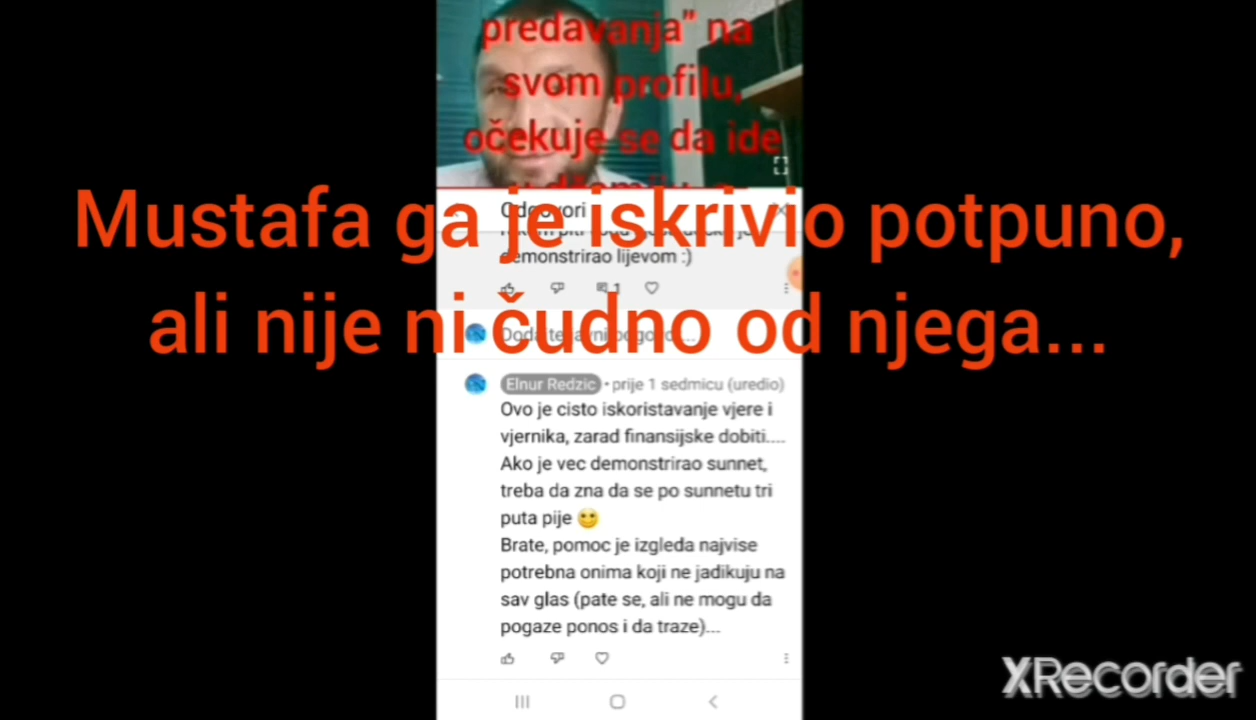 predavanja" na
svom profilu,
očekuje se da ide
Odgovori
Mustafa ga je iskrivio potpuno,
demonstrirao lijevom :)
1
ali nije ni čudno od njega...
Elnur Redzic • prije 1 sedmicu (uredio)
Ovo je cisto iskoristavanje vjere i
vjernika, zarad finansijske dobiti....
Ako je vec demonstrirao sunnet,
treba da zna da se po sunnetu tri
puta pije
Brate, pomoc je izgleda najvise
potrebna onima koji ne jadikuju na
sav glas (pate se, ali ne mogu da
pogaze ponos i da traze)...
XRecorder